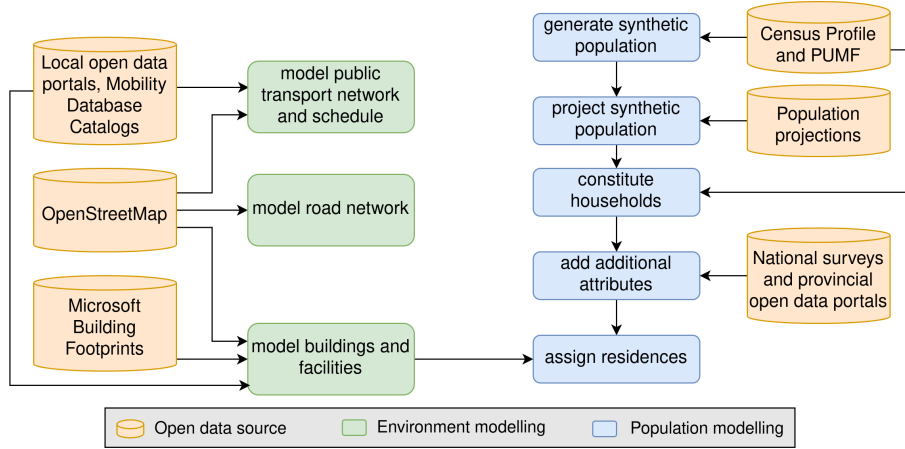 Local open data
portals, Mobility
Database
Catalogs
OpenStreetMap
Microsoft
Building
Footprints
model public
transport network
and schedule
model road network
model buildings and
facilities
generate synthetic
population
project synthetic
population
constitute
households
add additional
attributes
assign residences
Census Profile
and PUMF
Population
projections
National surveys
and provincial
open data portals
Open data source
Environment modelling
Population modelling